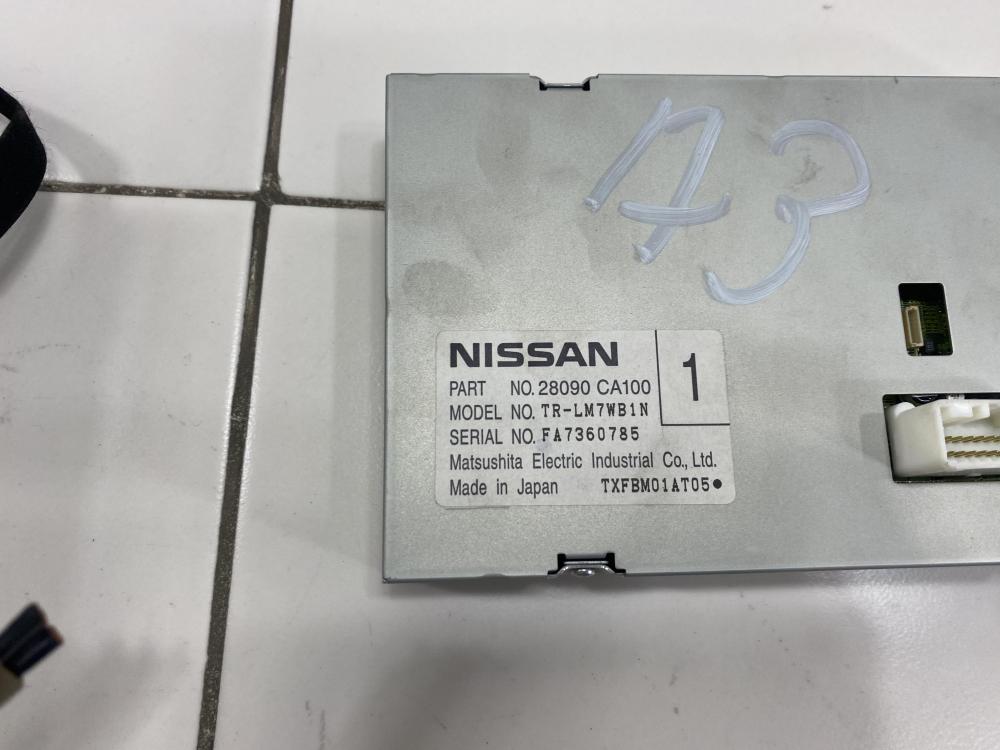 A3
NISSAN
1
PART NO. 28090 CA100
MODEL NO. TR-LM7WB1N
SERIAL NO. FA7360785
Matsushita Electric Industrial Co., Ltd.
Made in Japan TXFBM01AT05●